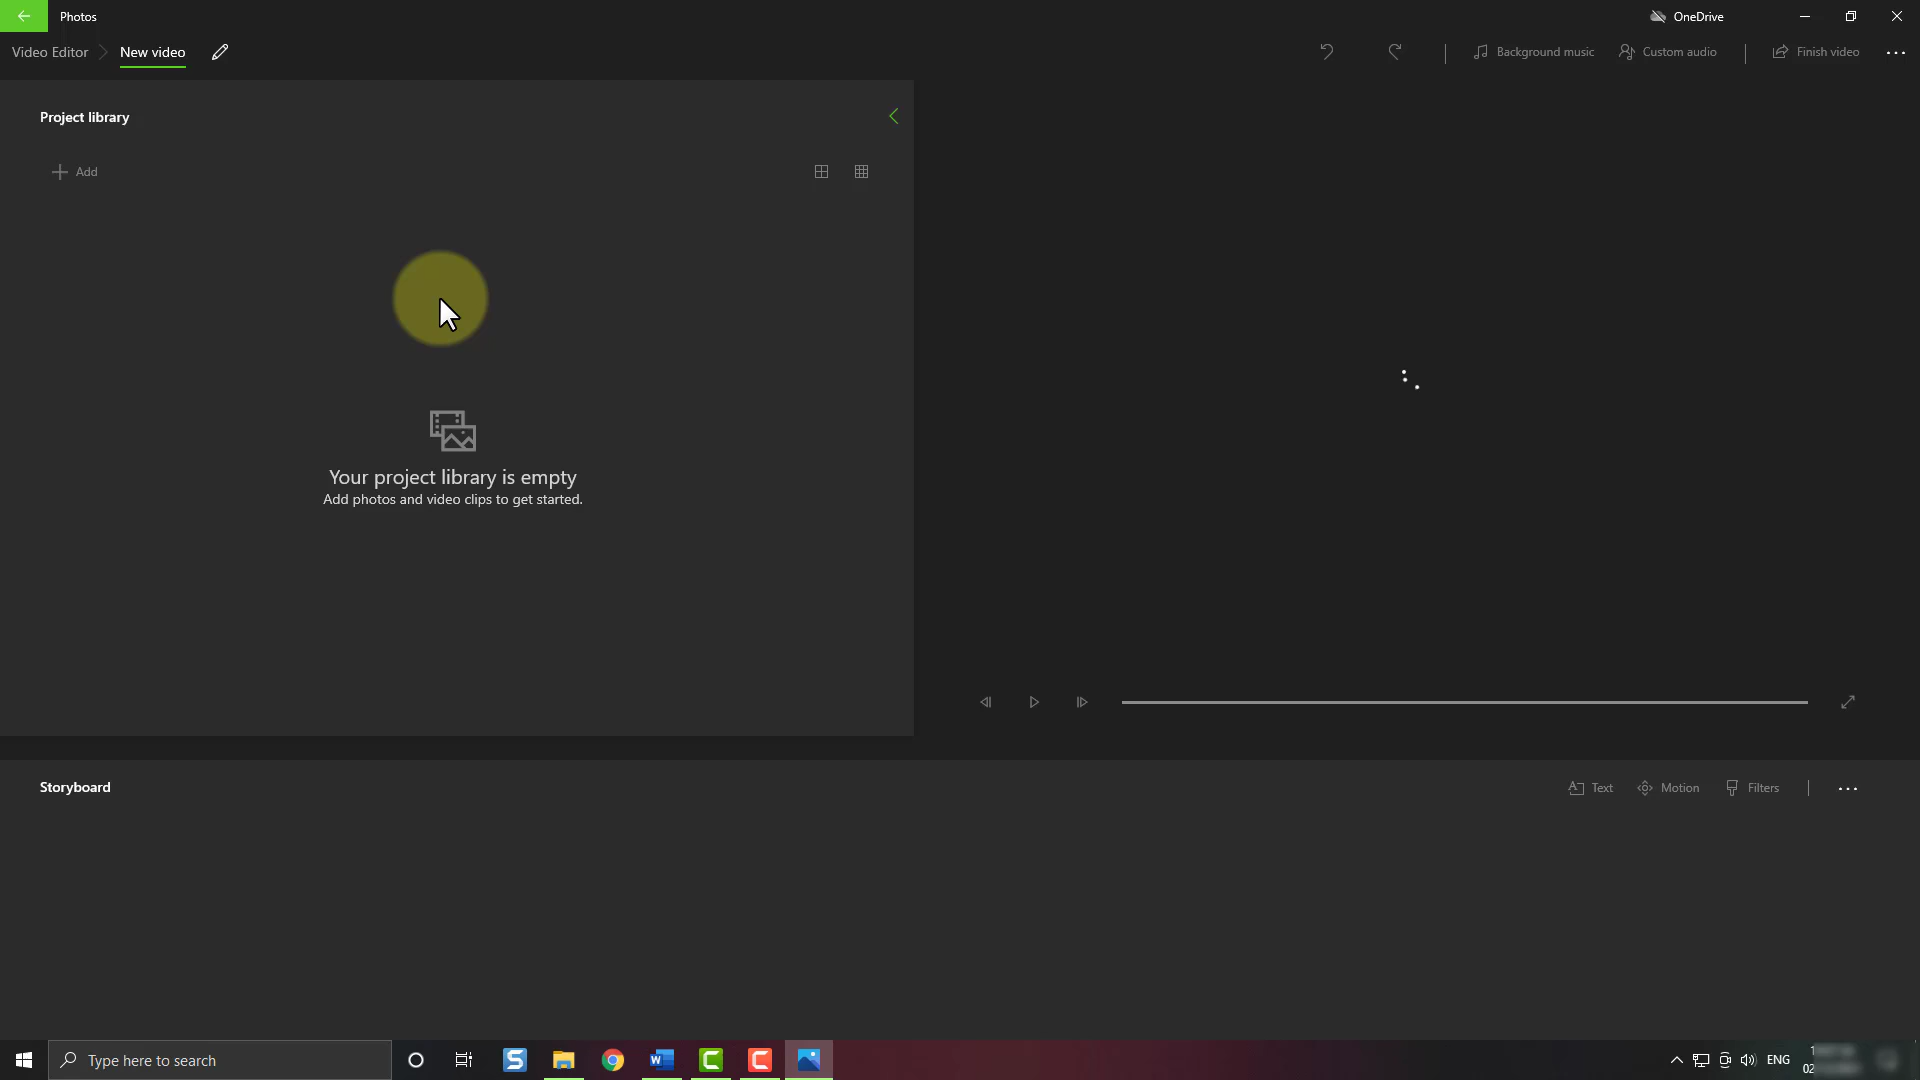 Photos
OneDrive
Video Editor
New video
Background music
Custom audio
Finish video
Project library
Add
Your project library is empty
Add photos and video clips to get started.
Storyboard
Text
Motion
Filters
Type here to search
ENG